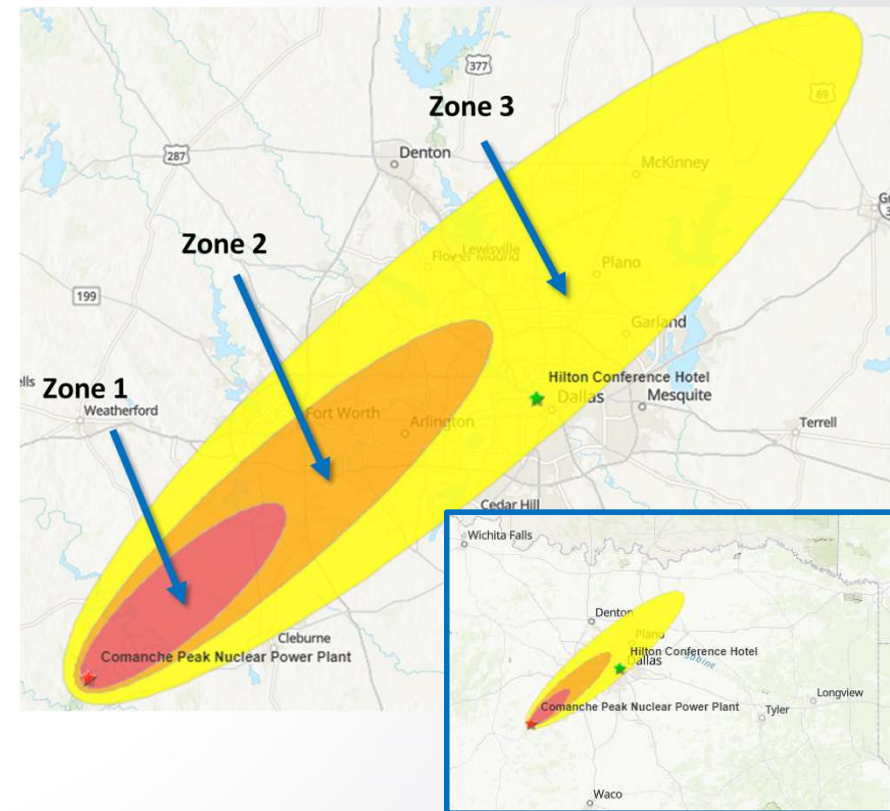 377
69
Zone 3
Denton
McKinney
287
Zone 2
Lewisville
Flower Mound
Plano
199
Garland
Zone 1
Hilton Conference Hotel
Weatherford
Dallas
Mesquite
Fort Worth
Arlington
Terrell
Cedar Hill
Cleburne
Comanche Peak Nuclear Power Plant
Wichita Falls
Denton
Plano
Hilton Conference Hotel
Dallas
Sabine
Longview
Comanche Peak Nuclear Power Plant
Tyler
Waco